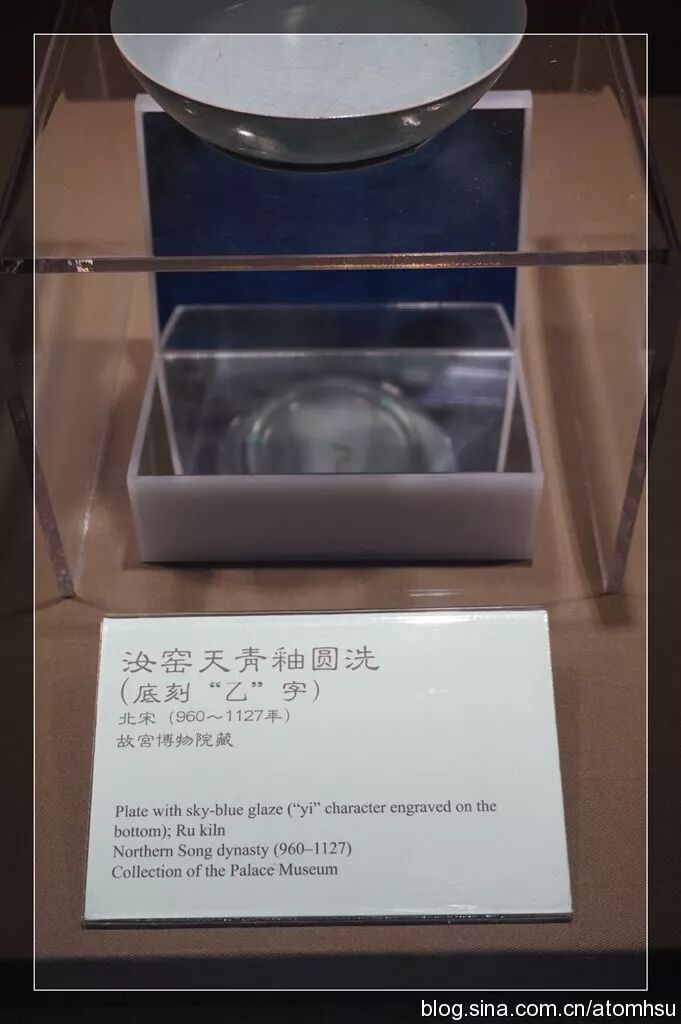 汝窑天青釉圆洗
(底刻“乙”字)
北宋(960～1127年)
故宫博物院藏
Plate with sky-blue glaze (“yi” character engraved on the
bottom); Ru kiln
Northern Song dynasty (960–1127)
Collection of the Palace Museum
blog.sina.com.cn/atomhsu